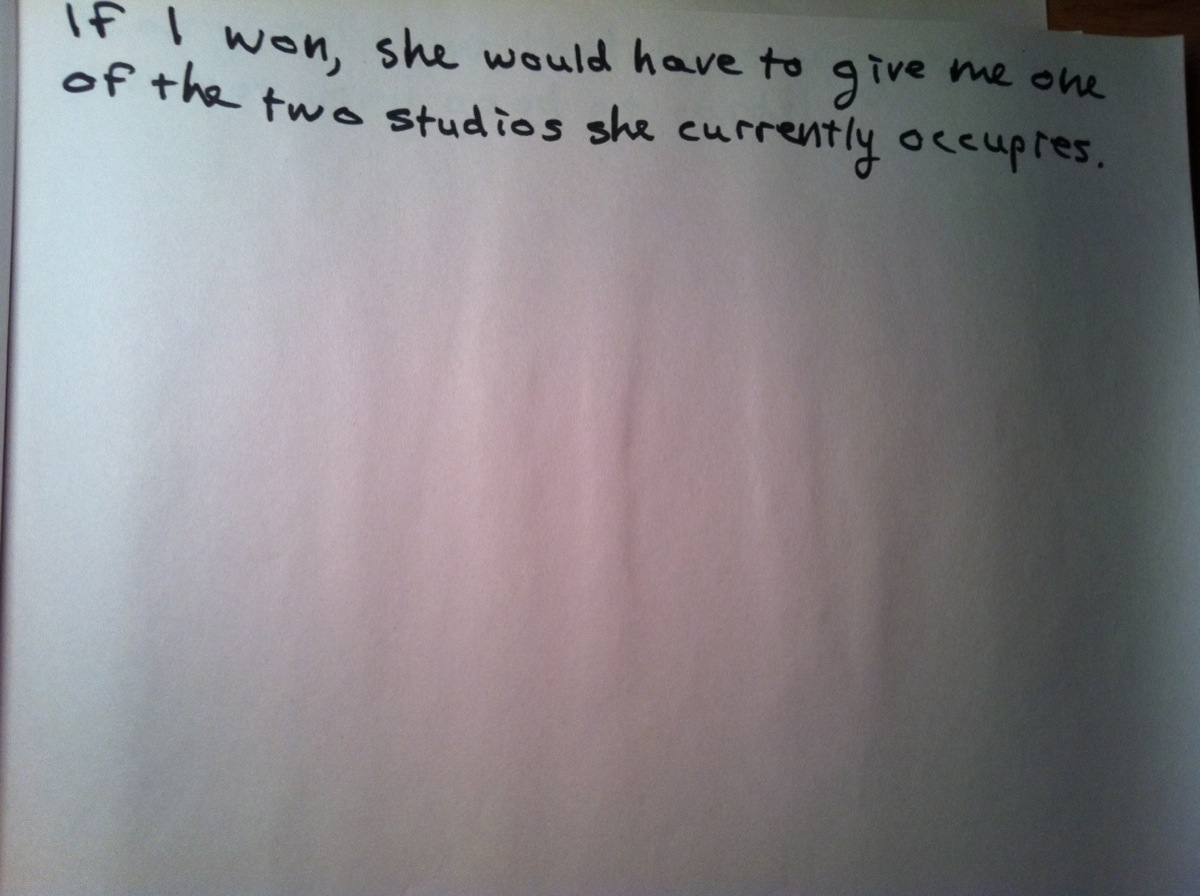 If I won, she would have to give me one
of the two studios she currently occupies.